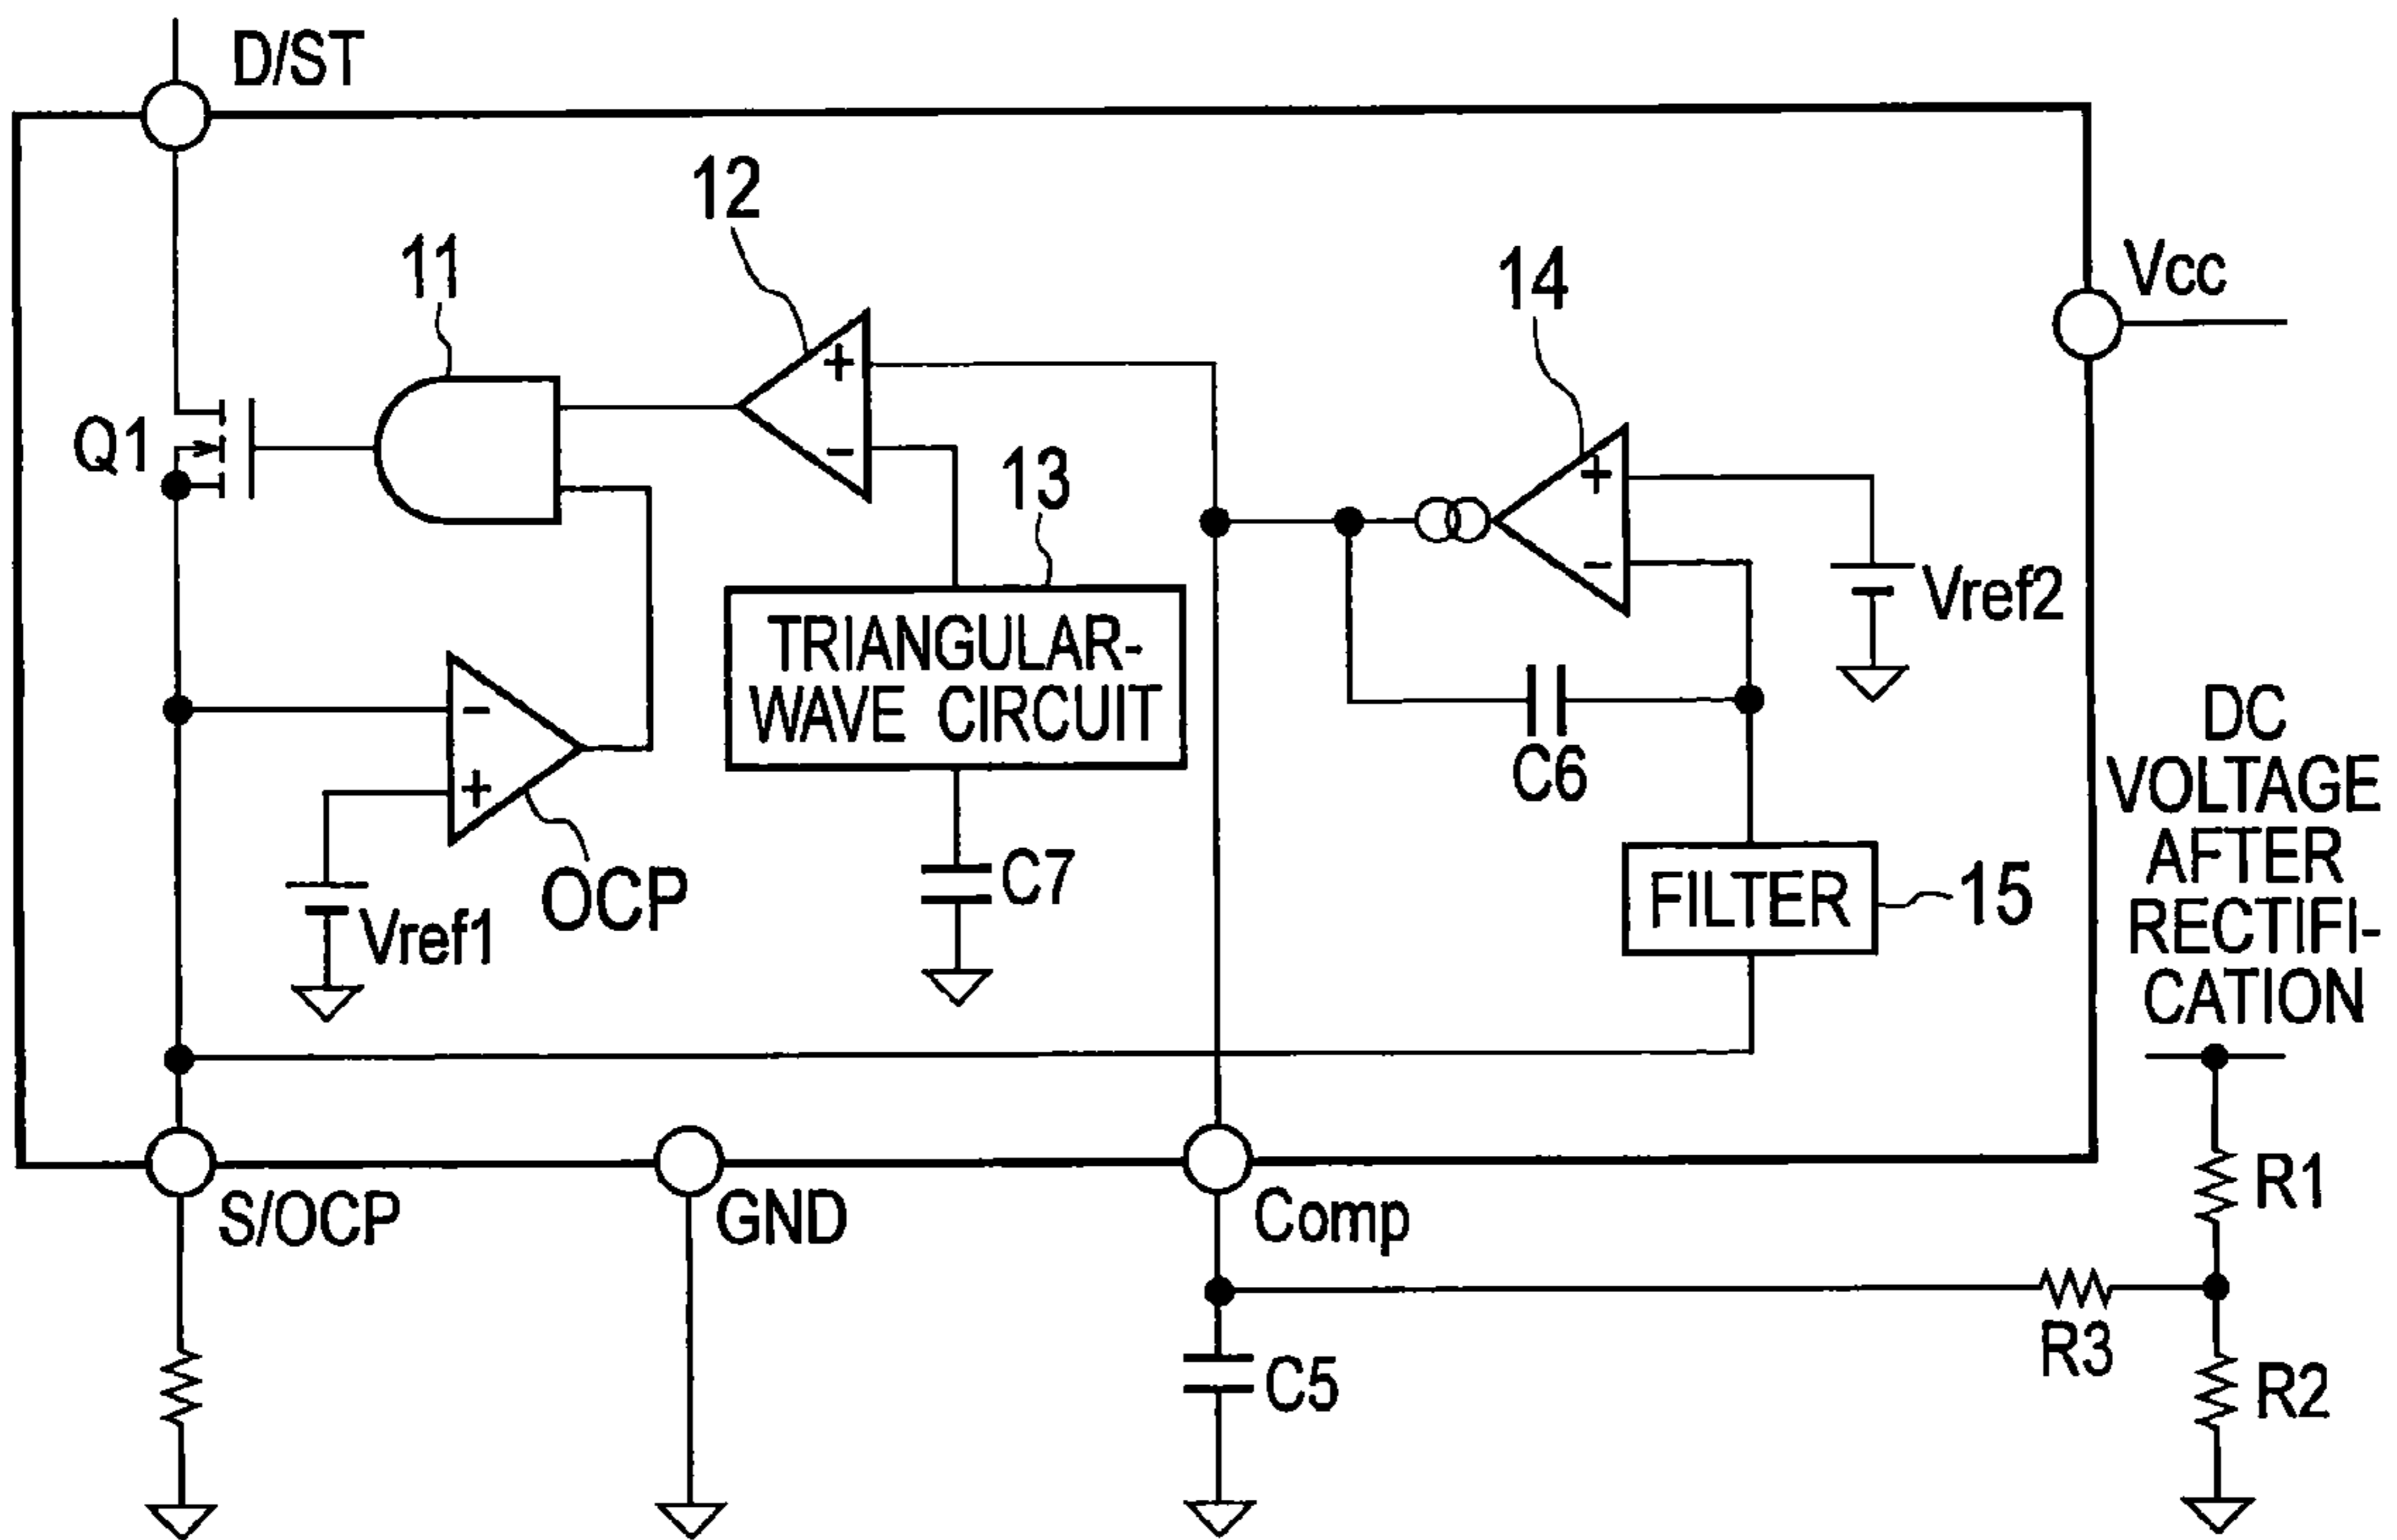 D/ST
12
11
14
Vcc
+
-
Q1
13
+
-
Vref2
TRIANGULAR-
WAVE CIRCUIT
-
+
C6
DC
VOLTAGE
AFTER
RECTIFI-
CATION
C7
OCP
Vref1
FILTER
15
S/OCP
GND
Comp
R1
R3
C5
R2